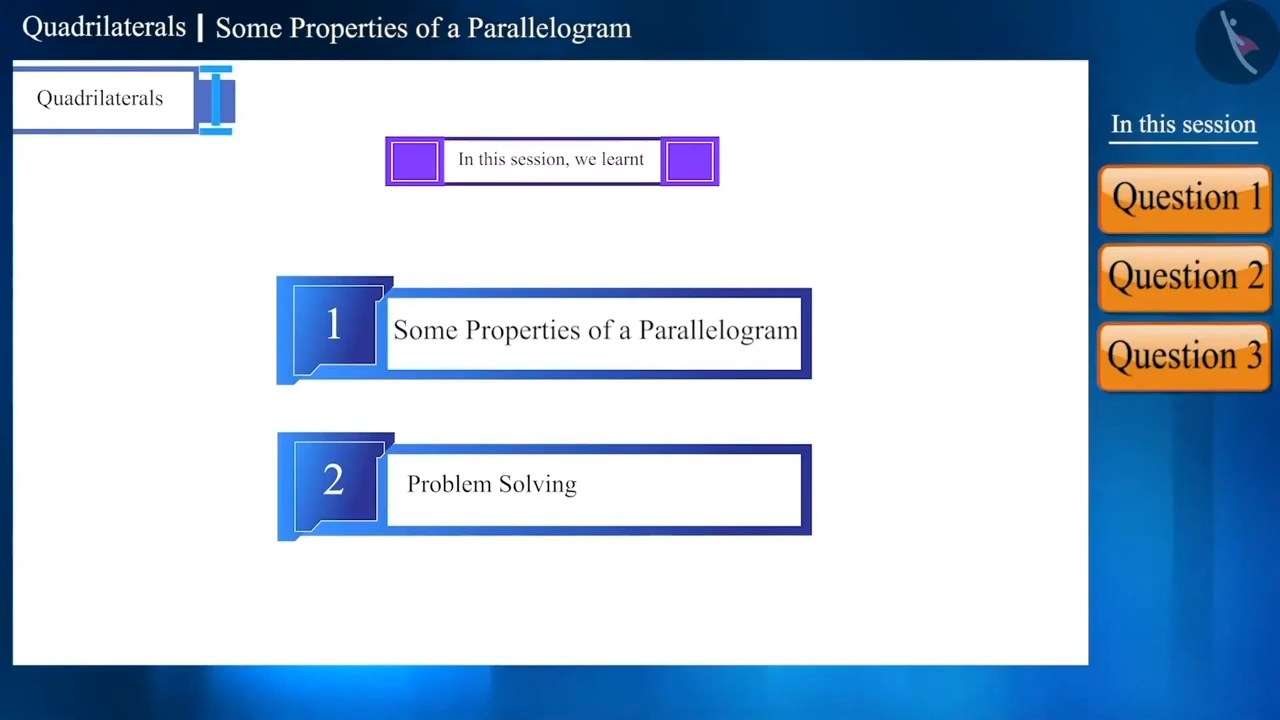 Quadrilaterals | Some Properties of a Parallelogram
Quadrilaterals
In this session, we learnt
1 Some Properties of a Parallelogram
2 Problem Solving
In this session
Question 1
Question 2
Question 3